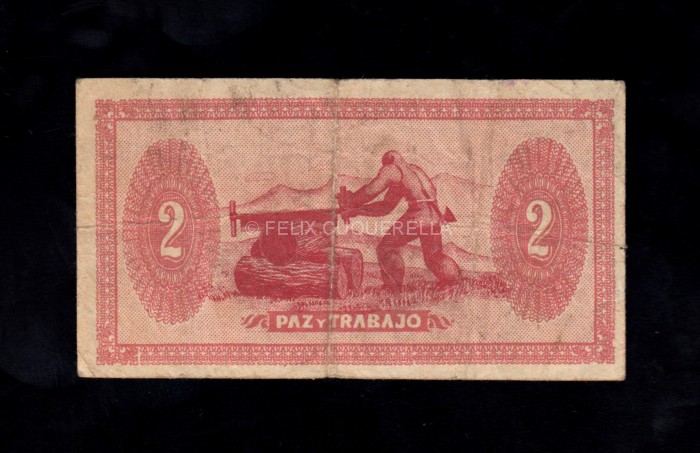 2
2
© FELIX CUQUERELLA
PAZ Y TRABAJO